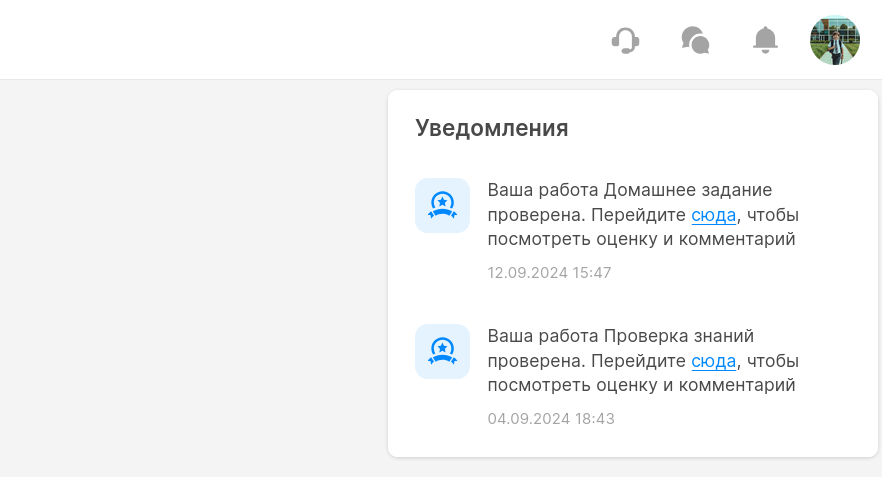 Уведомления
Ваша работа Домашнее задание
проверена. Перейдите сюда, чтобы
посмотреть оценку и комментарий
12.09.2024 15:47
Ваша работа Проверка знаний
проверена. Перейдите сюда, чтобы
посмотреть оценку и комментарий
04.09.2024 18:43